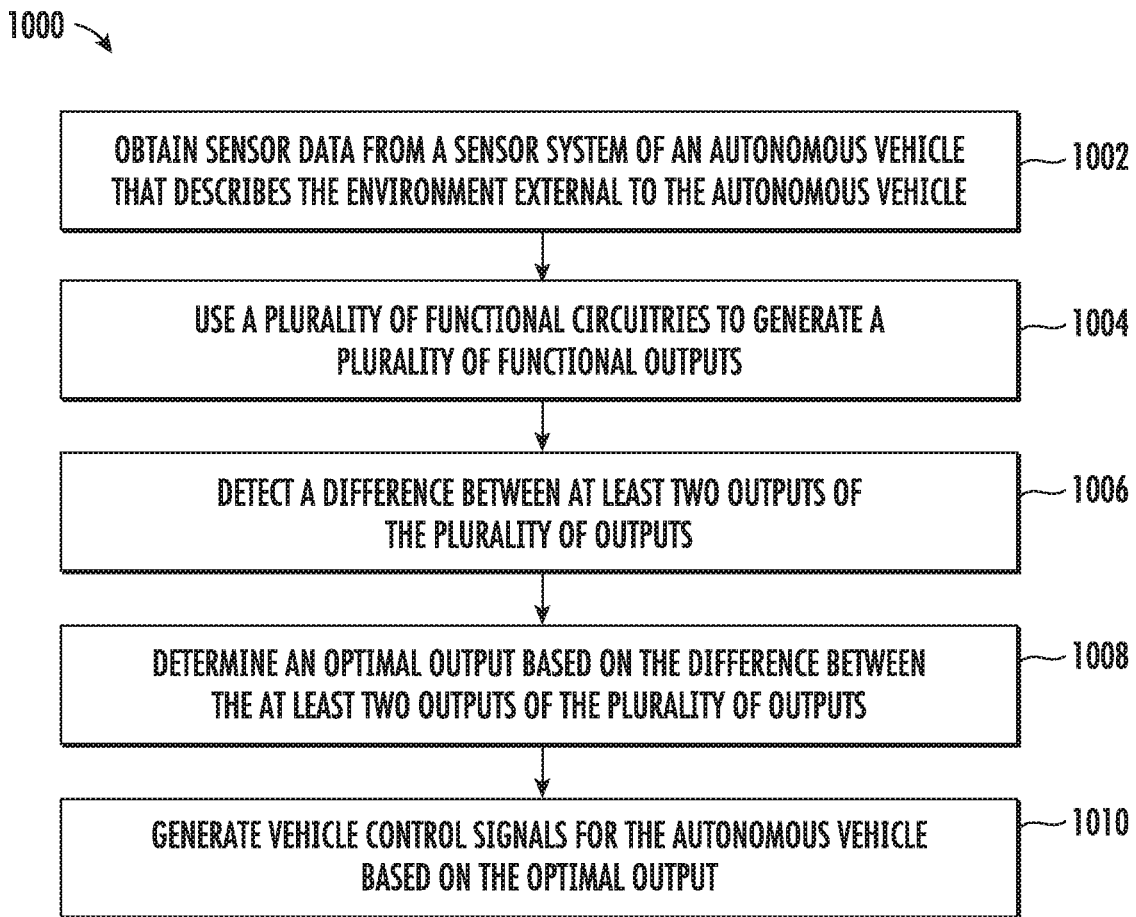 1000
OBTAIN SENSOR DATA FROM A SENSOR SYSTEM OF AN AUTONOMOUS VEHICLE
THAT DESCRIBES THE ENVIRONMENT EXTERNAL TO THE AUTONOMOUS VEHICLE
1002
USE A PLURALITY OF FUNCTIONAL CIRCUITRIES TO GENERATE A
PLURALITY OF FUNCTIONAL OUTPUTS
1004
DETECT A DIFFERENCE BETWEEN AT LEAST TWO OUTPUTS OF
THE PLURALITY OF OUTPUTS
1006
DETERMINE AN OPTIMAL OUTPUT BASED ON THE DIFFERENCE BETWEEN
THE AT LEAST TWO OUTPUTS OF THE PLURALITY OF OUTPUTS
1008
GENERATE VEHICLE CONTROL SIGNALS FOR THE AUTONOMOUS VEHICLE
BASED ON THE OPTIMAL OUTPUT
1010